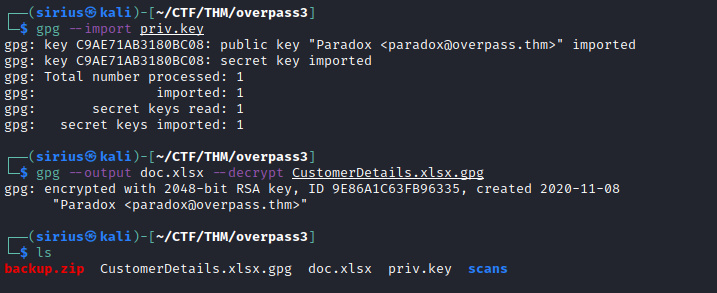 ┌──(sirius㉿kali)-[~/CTF/THM/overpass3]
└─$ gpg --import priv.key
gpg: key C9AE71AB3180BC08: public key "Paradox <paradox@overpass.thm>" imported
gpg: key C9AE71AB3180BC08: secret key imported
gpg: Total number processed: 1
gpg:               imported: 1
gpg:       secret keys read: 1
gpg:   secret keys imported: 1
┌──(sirius㉿kali)-[~/CTF/THM/overpass3]
└─$ gpg --output doc.xlsx --decrypt CustomerDetails.xlsx.gpg
gpg: encrypted with 2048-bit RSA key, ID 9E86A1C63FB96335, created 2020-11-08
      "Paradox <paradox@overpass.thm>"
┌──(sirius㉿kali)-[~/CTF/THM/overpass3]
└─$ ls
backup.zip  CustomerDetails.xlsx.gpg  doc.xlsx  priv.key  scans